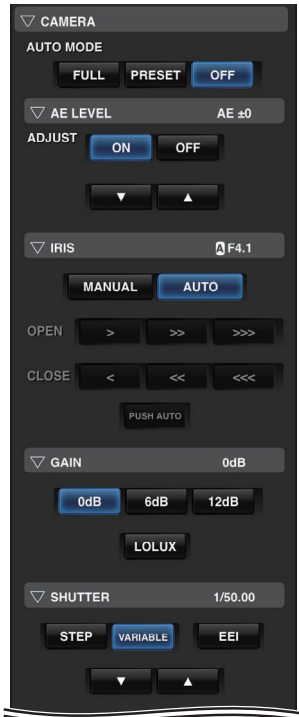 ▽ CAMERA
AUTO MODE
FULL PRESET OFF
▽ AE LEVEL AE ±0
ADJUST ON OFF
▼ ▲
▽ IRIS A F4.1
MANUAL AUTO
OPEN > >> >>>
CLOSE < << <<<
PUSH AUTO
▽ GAIN 0dB
0dB 6dB 12dB
LOLUX
▽ SHUTTER 1/50.00
STEP VARIABLE EEI
▼ ▲